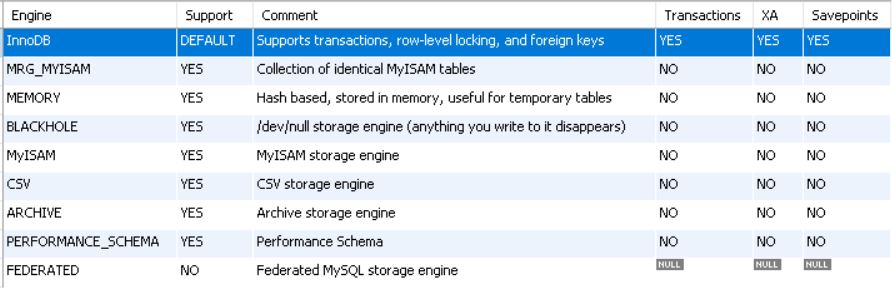 Engine Support Comment Transactions XA Savepoints
InnoDB DEFAULT Supports transactions, row-level locking, and foreign keys YES YES YES
MRG_MYISAM YES Collection of identical MyISAM tables NO NO NO
MEMORY YES Hash based, stored in memory, useful for temporary tables NO NO NO
BLACKHOLE YES /dev/null storage engine (anything you write to it disappears) NO NO NO
MyISAM YES MyISAM storage engine NO NO NO
CSV YES CSV storage engine NO NO NO
ARCHIVE YES Archive storage engine NO NO NO
PERFORMANCE_SCHEMA YES Performance Schema NO NO NO
FEDERATED NO Federated MySQL storage engine NULL NULL NULL